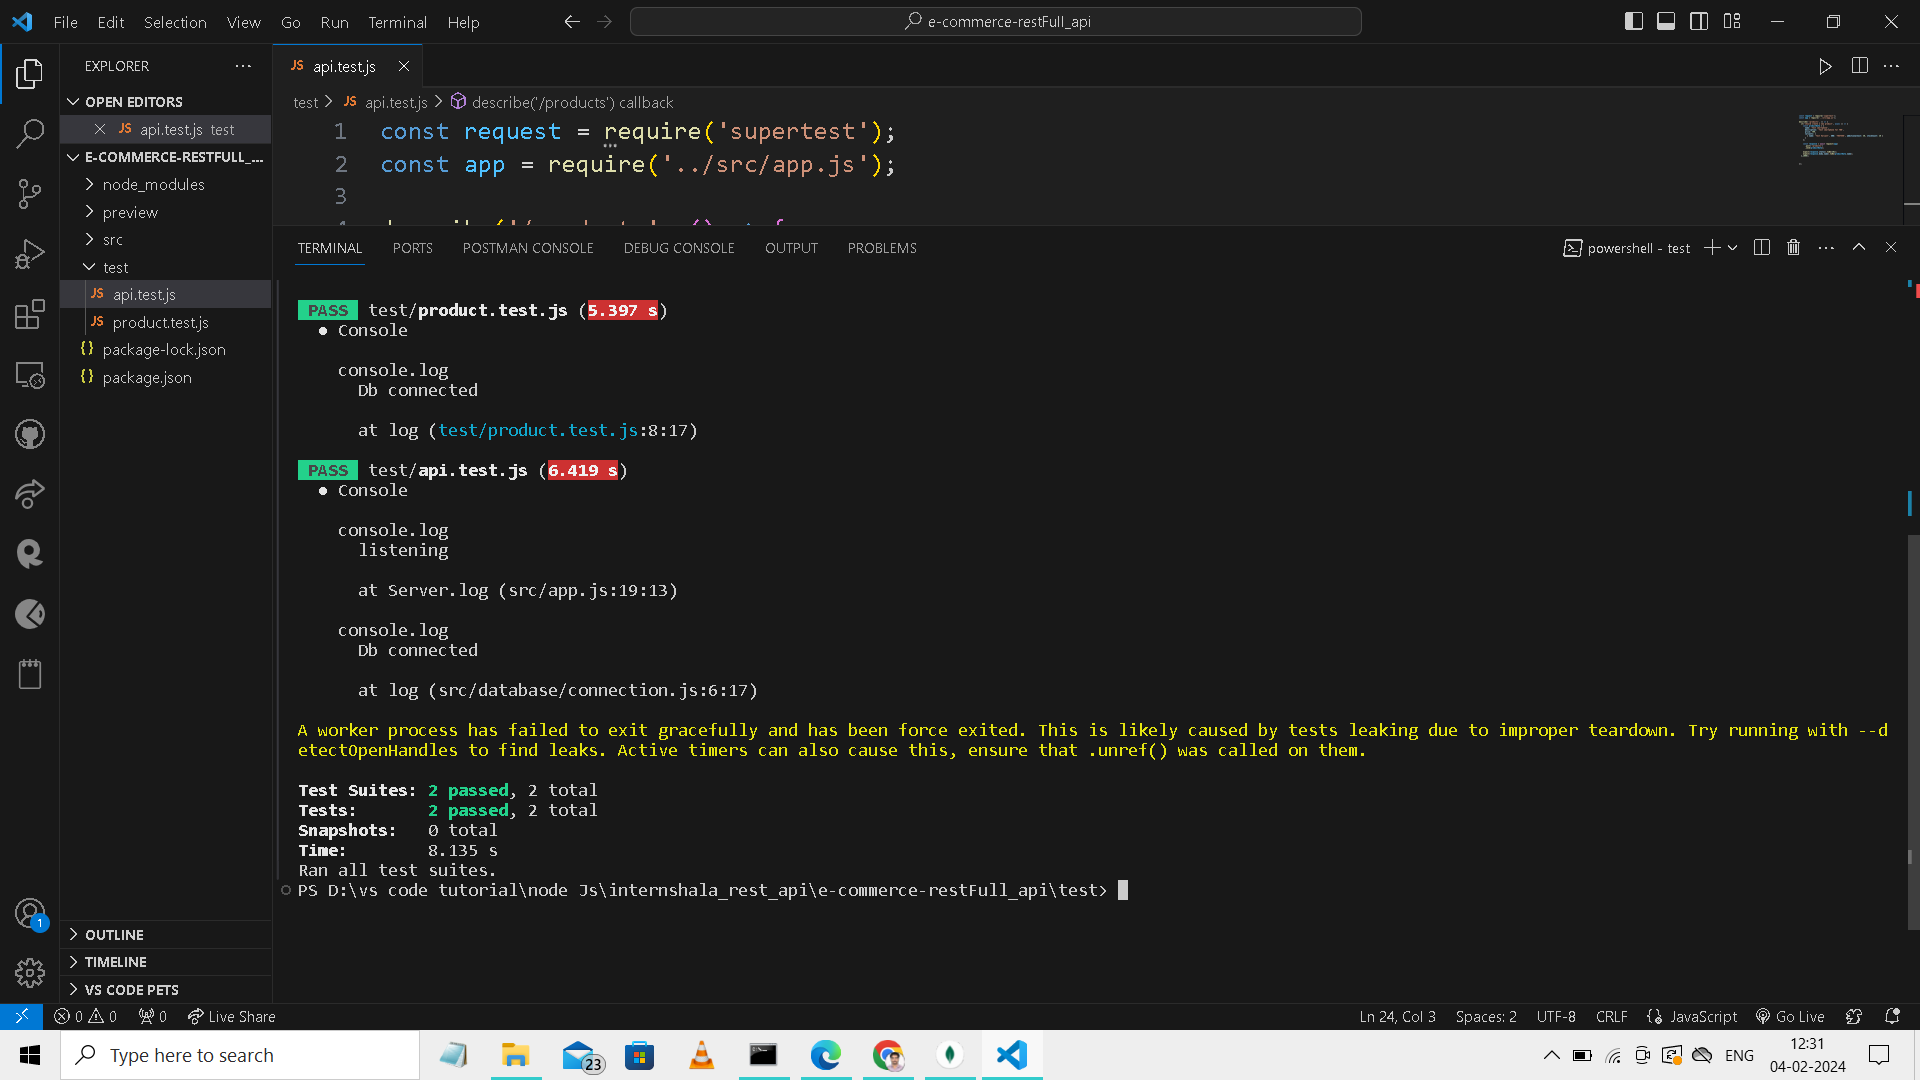 File Edit Selection View Go Run Terminal Help
e-commerce-restFull_api
EXPLORER
OPEN EDITORS
JS api.test.js test
E-COMMERCE-RESTFULL_...
node_modules
preview
src
test
JS api.test.js
JS product.test.js
{} package-lock.json
{} package.json
OUTLINE
TIMELINE
VS CODE PETS
JS api.test.js
test > JS api.test.js > describe('/products') callback
1 const request = require('supertest');
2 const app = require('../src/app.js');
3
TERMINAL PORTS POSTMAN CONSOLE DEBUG CONSOLE OUTPUT PROBLEMS
powershell - test
PASS test/product.test.js (5.397 s)
● Console
console.log
Db connected
at log (test/product.test.js:8:17)
PASS test/api.test.js (6.419 s)
● Console
console.log
listening
at Server.log (src/app.js:19:13)
console.log
Db connected
at log (src/database/connection.js:6:17)
A worker process has failed to exit gracefully and has been force exited. This is likely caused by tests leaking due to improper teardown. Try running with --d
etectOpenHandles to find leaks. Active timers can also cause this, ensure that .unref() was called on them.
Test Suites: 2 passed, 2 total
Tests: 2 passed, 2 total
Snapshots: 0 total
Time: 8.135 s
Ran all test suites.
PS D:\vs code tutorial\node Js\internshala_rest_api\e-commerce-restFull_api\test>
1
0 0 0 Live Share
Ln 24, Col 3 Spaces: 2 UTF-8 CRLF JavaScript Go Live
Type here to search
23
ENG
12:31
04-02-2024